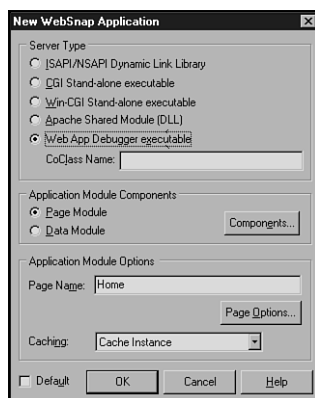 New WebSnap Application
Server Type
ISAPI/NSAPI Dynamic Link Library
CGI Stand-alone executable
Win-CGI Stand-alone executable
Apache Shared Module (DLL)
Web App Debugger executable
CoClass Name:
Application Module Components
Page Module
Data Module
Components...
Application Module Options
Page Name: Home
Page Options...
Caching: Cache Instance
Default OK Cancel Help